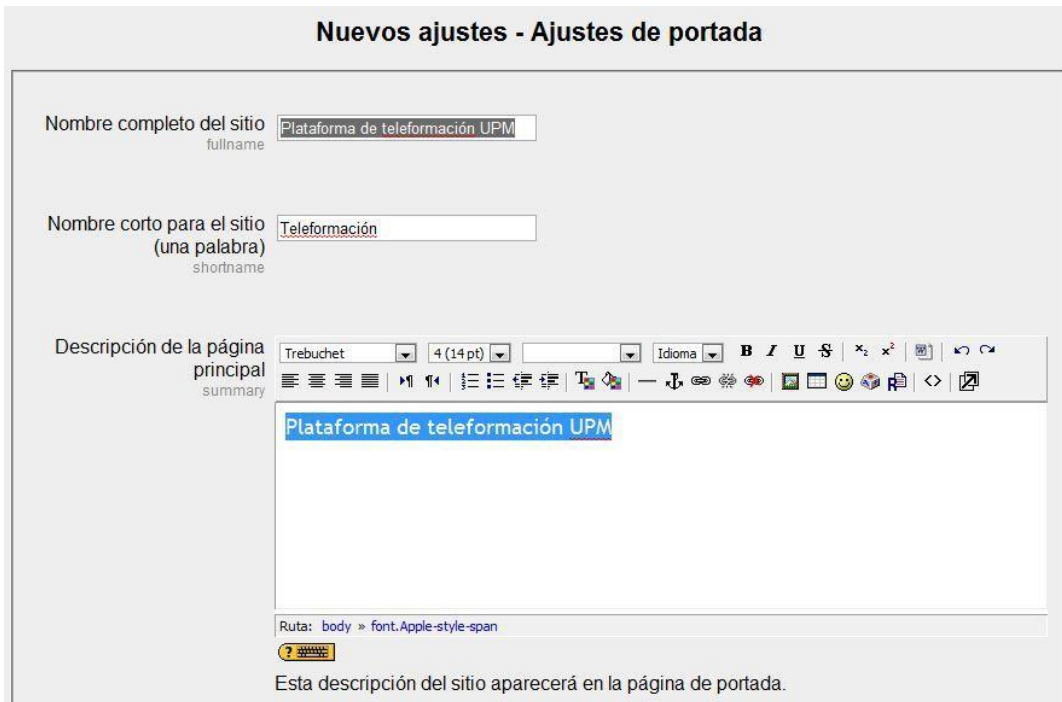 Nuevos ajustes - Ajustes de portada
Nombre completo del sitio
fullname
Plataforma de teleformación UPM
Nombre corto para el sitio
(una palabra)
shortname
Teleformación
Descripción de la página
principal
summary
Trebuchet 4 (14 pt) Idioma B I U S x₂ x²
Plataforma de teleformación UPM
Ruta: body » font.Apple-style-span
?
Esta descripción del sitio aparecerá en la página de portada.